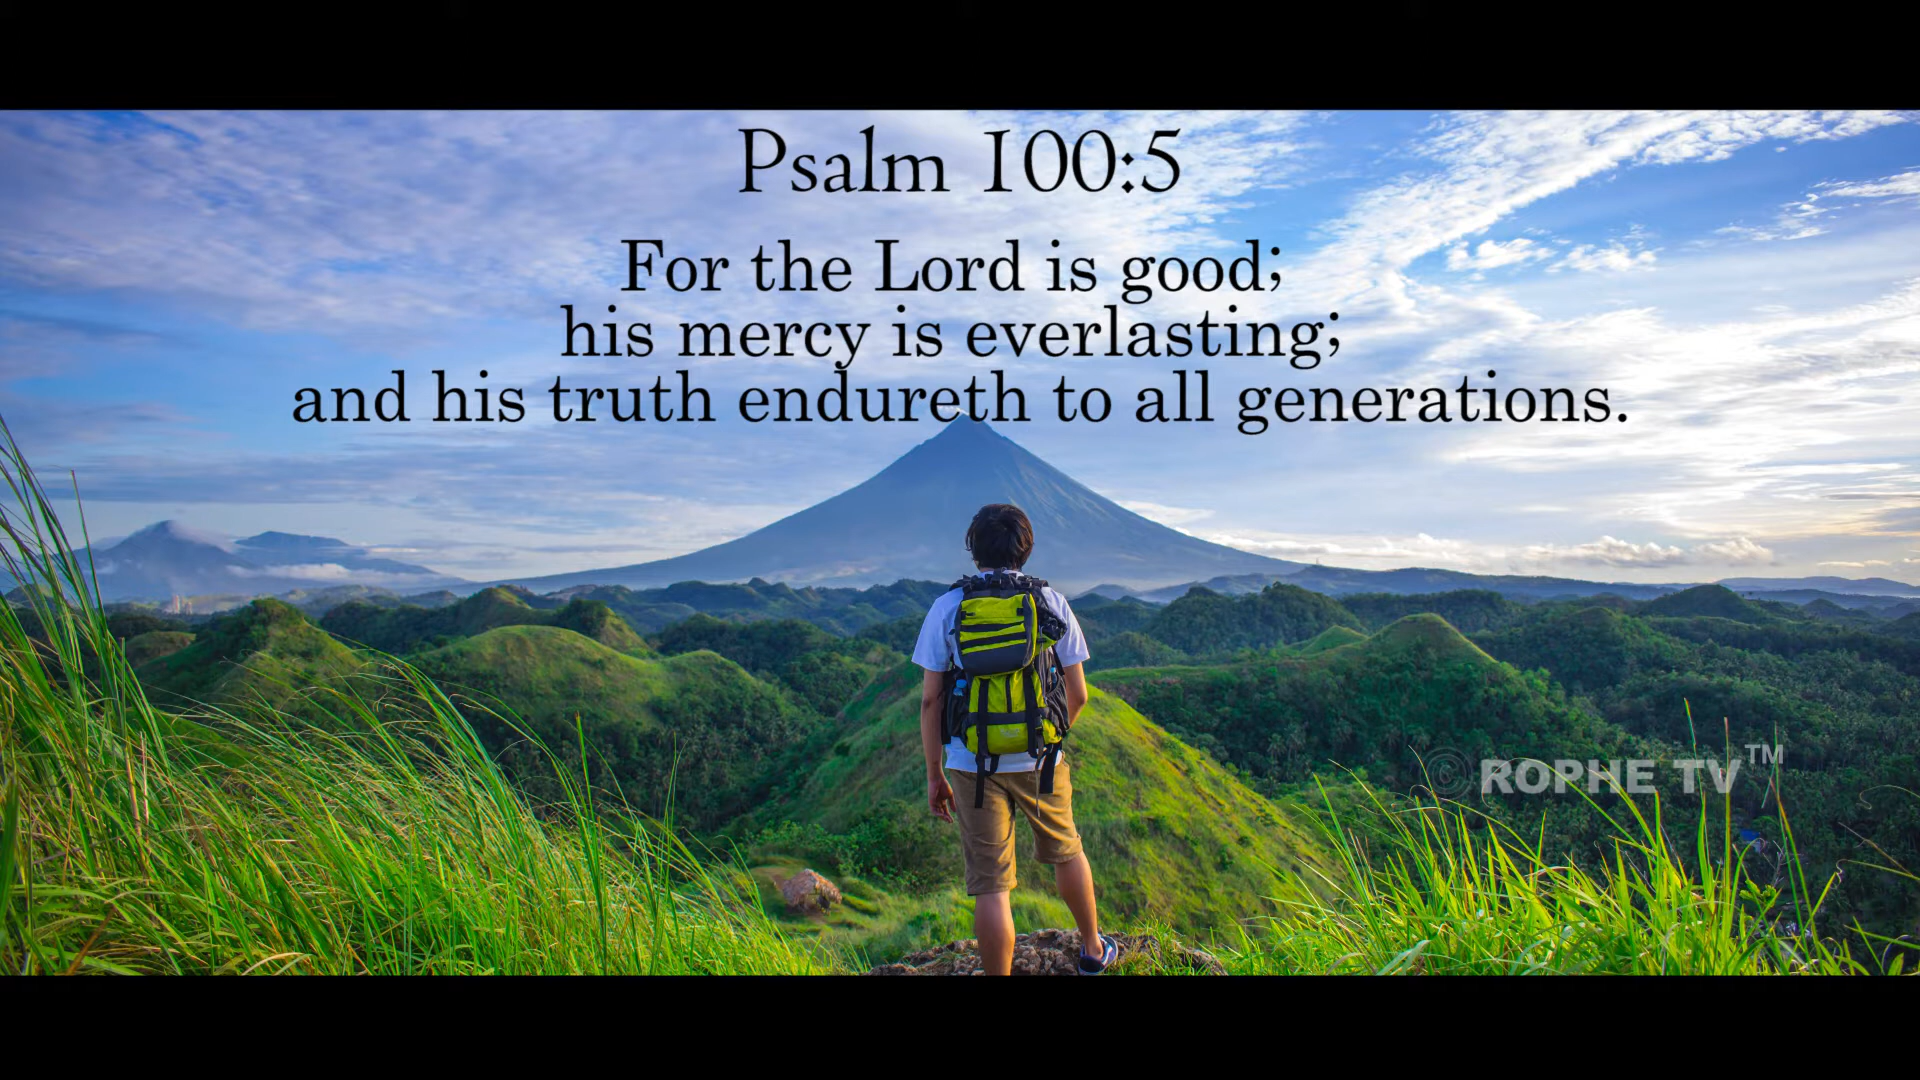 Psalm 100:5
For the Lord is good;
his mercy is everlasting;
and his truth endureth to all generations.
©ROPHE TV™